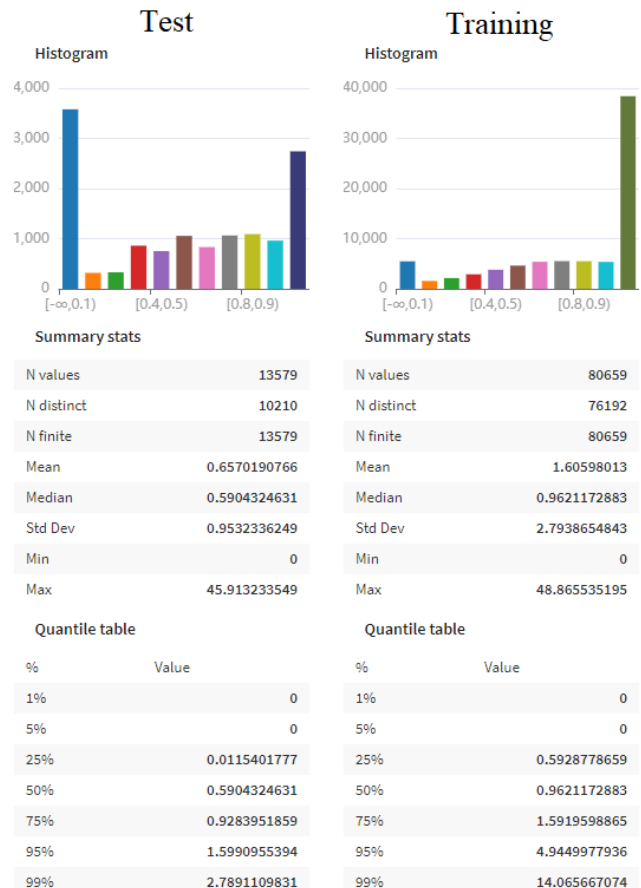 Test
Histogram
4,000
3,000
2,000
1,000
0
[-∞,0.1) [0.4,0.5) [0.8,0.9)
Summary stats
N values 13579
N distinct 10210
N finite 13579
Mean 0.6570190766
Median 0.5904324631
Std Dev 0.9532336249
Min 0
Max 45.913233549
Quantile table
% Value
1% 0
5% 0
25% 0.0115401777
50% 0.5904324631
75% 0.9283951859
95% 1.5990955394
99% 2.7891109831
Training
Histogram
40,000
30,000
20,000
10,000
0
[-∞,0.1) [0.4,0.5) [0.8,0.9)
Summary stats
N values 80659
N distinct 76192
N finite 80659
Mean 1.60598013
Median 0.9621172883
Std Dev 2.7938654843
Min 0
Max 48.865535195
Quantile table
% Value
1% 0
5% 0
25% 0.5928778659
50% 0.9621172883
75% 1.5919598865
95% 4.9449977936
99% 14.065667074